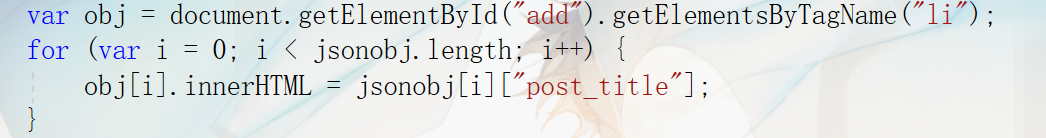 var obj = document.getElementById("add").getElementsByTagName("li");
for (var i = 0; i < jsonobj.length; i++) {
obj[i].innerHTML = jsonobj[i]["post_title"];
}